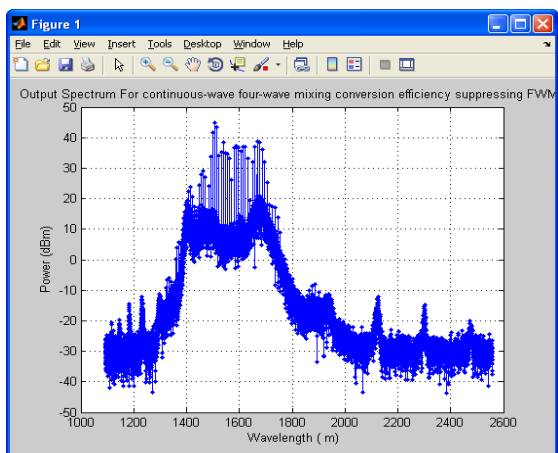 Figure 1
File Edit View Insert Tools Desktop Window Help
Output Spectrum For continuous-wave four-wave mixing conversion efficiency suppressing FWM
50
40
30
20
10
0
-10
-20
-30
-40
-50
Power (dBm)
1000 1200 1400 1600 1800 2000 2200 2400 2600
Wavelength ( m)